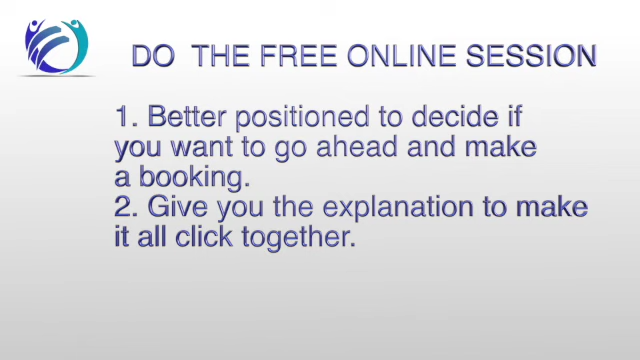 DO THE FREE ONLINE SESSION
1. Better positioned to decide if
you want to go ahead and make
a booking.
2. Give you the explanation to make
it all click together.